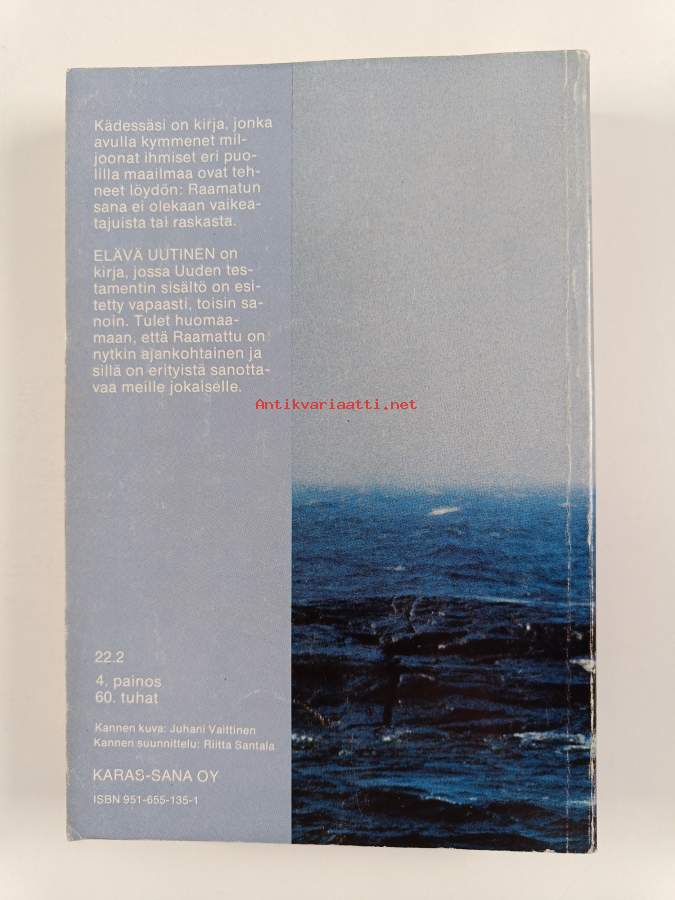 Kädessäsi on kirja, jonka
avulla kymmenet mil-
joonat ihmiset eri puo-
lilla maailmaa ovat teh-
neet löydön: Raamatun
sana ei olekaan vaikea-
tajuista tai raskasta.
ELÄVÄ UUTINEN on
kirja, jossa Uuden tes-
tamentin sisältö on esi-
tetty vapaasti, toisin sa-
noin. Tulet huomaa-
maan, että Raamattu on
nytkin ajankohtainen ja
sillä on erityistä sanotta-
vaa meille jokaiselle.
Antikvariaatti.net
22.2
4. painos
60. tuhat
Kannen kuva: Juhani Vaittinen
Kannen suunnittelu: Riitta Santala
KARAS-SANA OY
ISBN 951-655-135-1